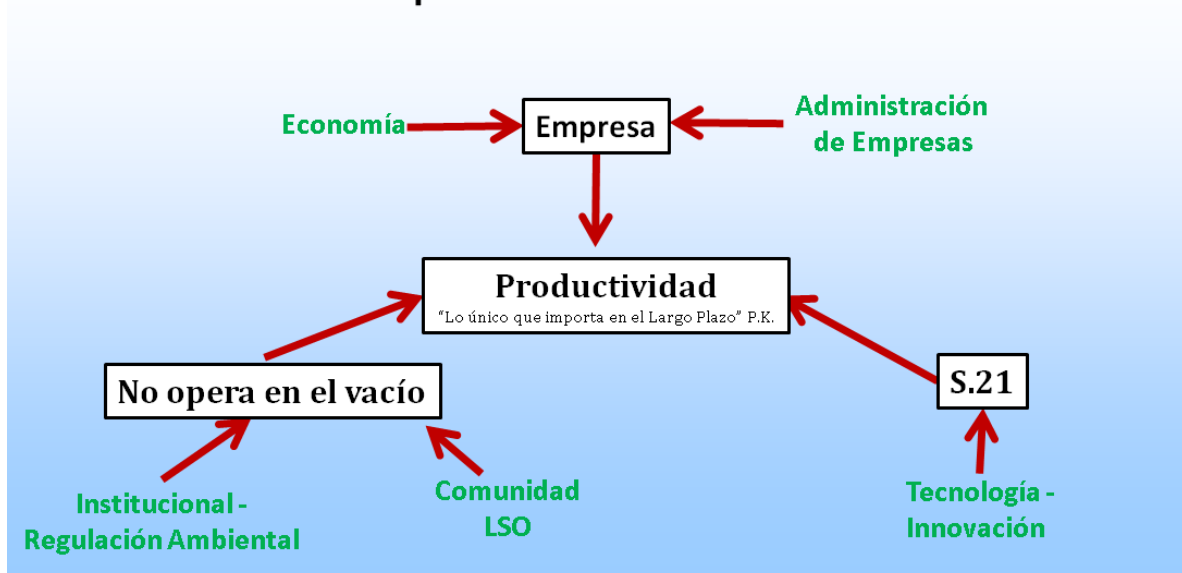 Economía
Empresa
Administración
de Empresas
Productividad
"Lo único que importa en el Largo Plazo" P.K.
No opera en el vacío
S.21
Institucional -
Regulación Ambiental
Comunidad
LSO
Tecnología -
Innovación